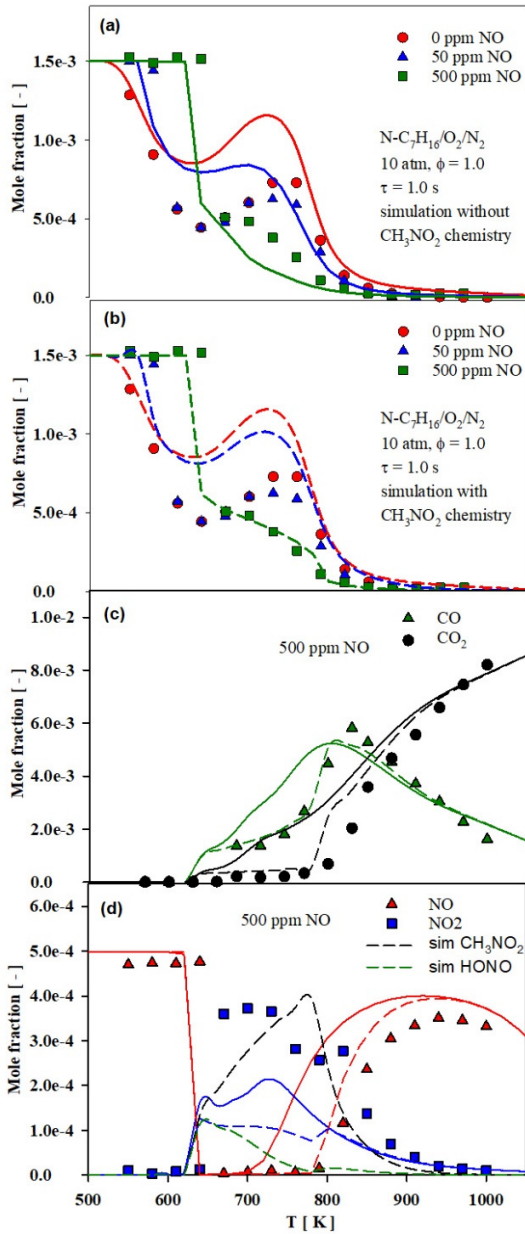 (a)
0 ppm NO
50 ppm NO
500 ppm NO
N-C₇H₁₆/O₂/N₂
10 atm, ϕ = 1.0
τ = 1.0 s
simulation without
CH₃NO₂ chemistry
Mole fraction [ - ]
1.5e-3
1.0e-3
5.0e-4
0.0
(b)
0 ppm NO
50 ppm NO
500 ppm NO
N-C₇H₁₆/O₂/N₂
10 atm, ϕ = 1.0
τ = 1.0 s
simulation with
CH₃NO₂ chemistry
Mole fraction [ - ]
1.5e-3
1.0e-3
5.0e-4
0.0
(c)
500 ppm NO
CO
CO₂
Mole fraction [ - ]
1.0e-2
8.0e-3
6.0e-3
4.0e-3
2.0e-3
0.0
(d)
500 ppm NO
NO
NO2
sim CH₃NO₂
sim HONO
Mole fraction [ - ]
6.0e-4
5.0e-4
4.0e-4
3.0e-4
2.0e-4
1.0e-4
0.0
500 600 700 800 900 1000
T [ K ]